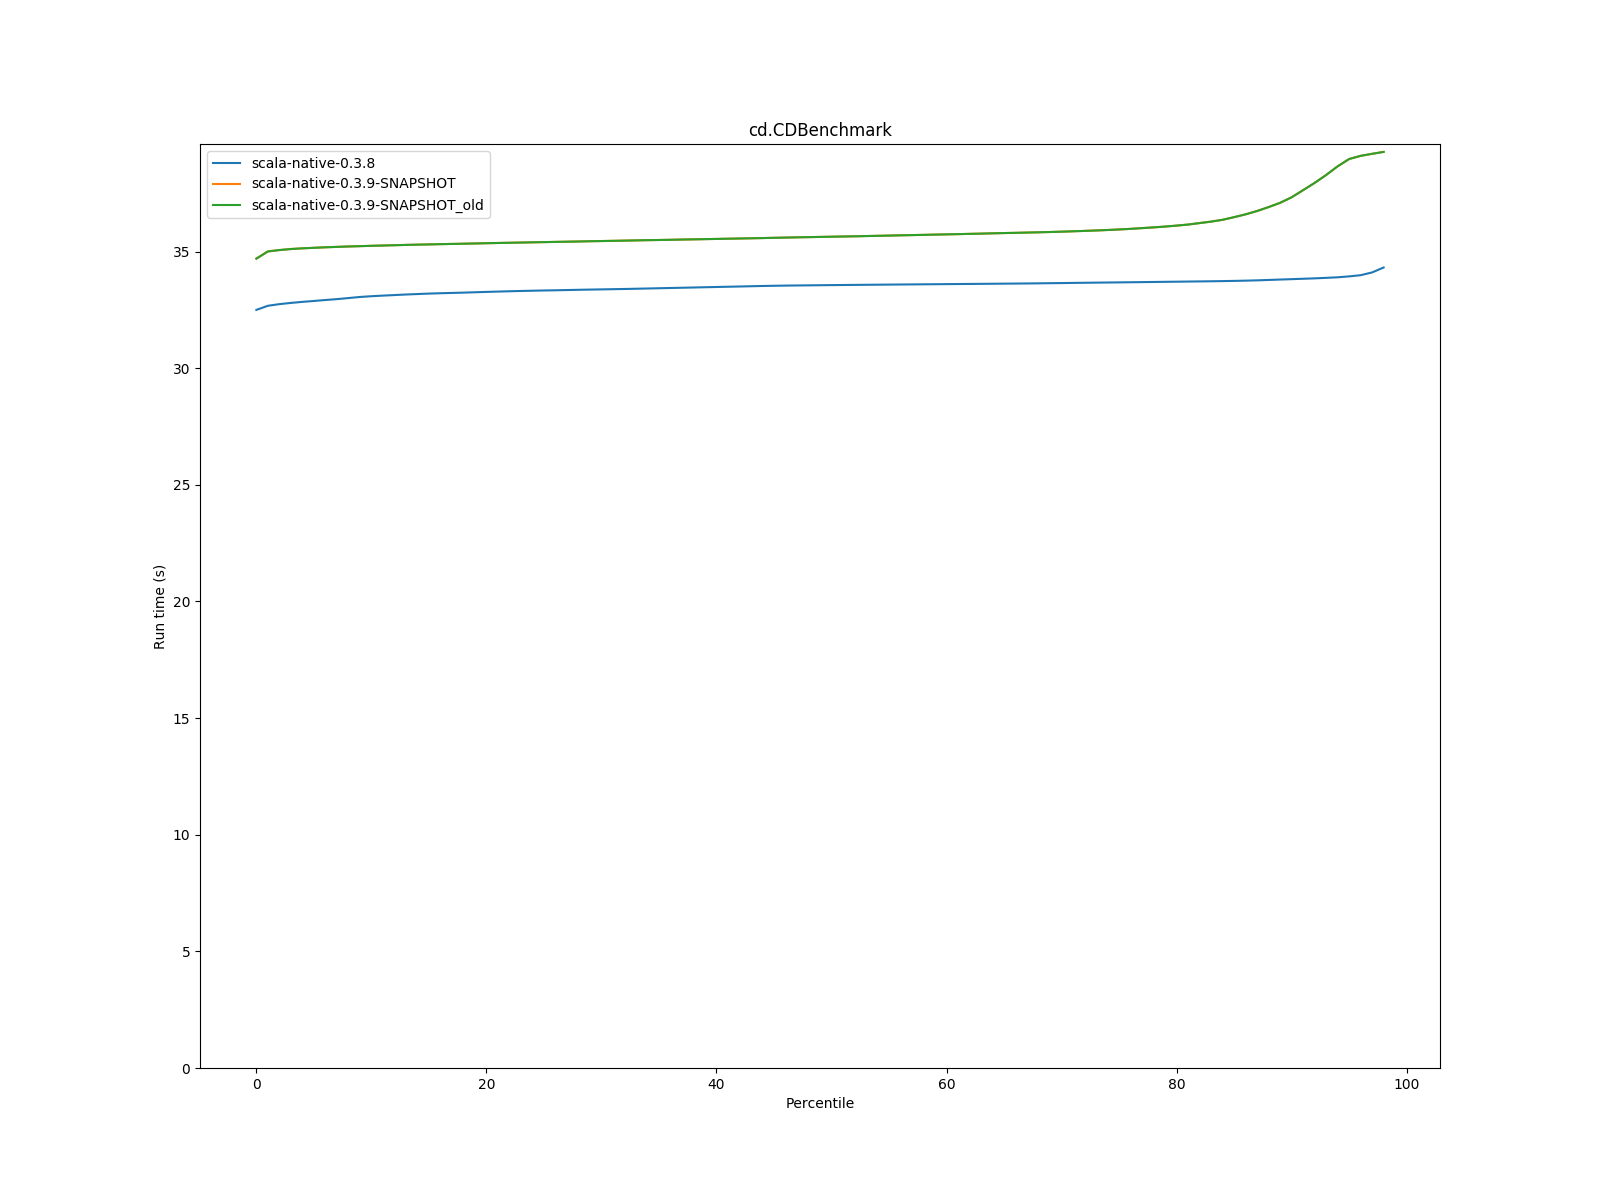 cd.CDBenchmark
scala-native-0.3.8
scala-native-0.3.9-SNAPSHOT
scala-native-0.3.9-SNAPSHOT_old
35
30
25
20
15
10
5
0
Run time (s)
0 20 40 60 80 100
Percentile